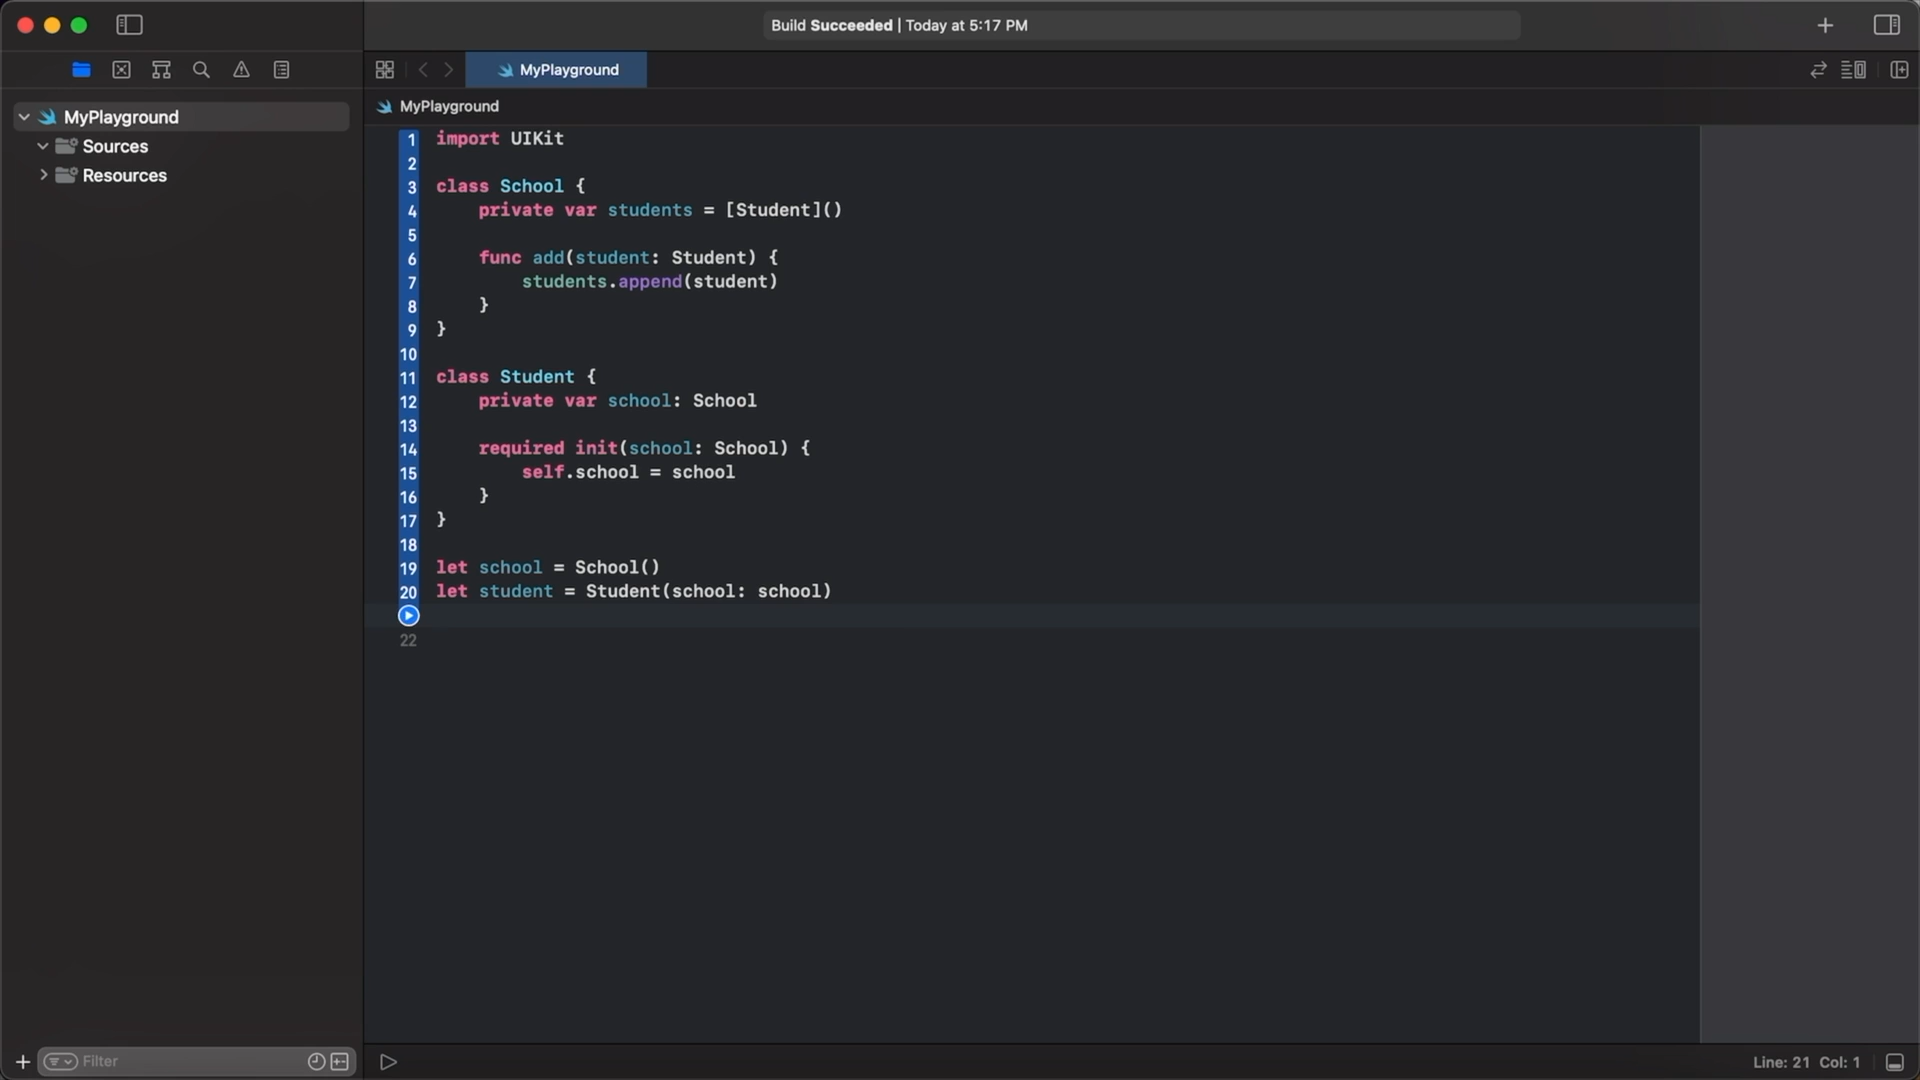 Build Succeeded | Today at 5:17 PM
MyPlayground
MyPlayground
MyPlayground
Sources
Resources
1 import UIKit
2
3 class School {
4     private var students = [Student]()
5
6     func add(student: Student) {
7         students.append(student)
8     }
9 }
10
11 class Student {
12     private var school: School
13
14     required init(school: School) {
15         self.school = school
16     }
17 }
18
19 let school = School()
20 let student = Student(school: school)
22
Filter
Line: 21 Col: 1